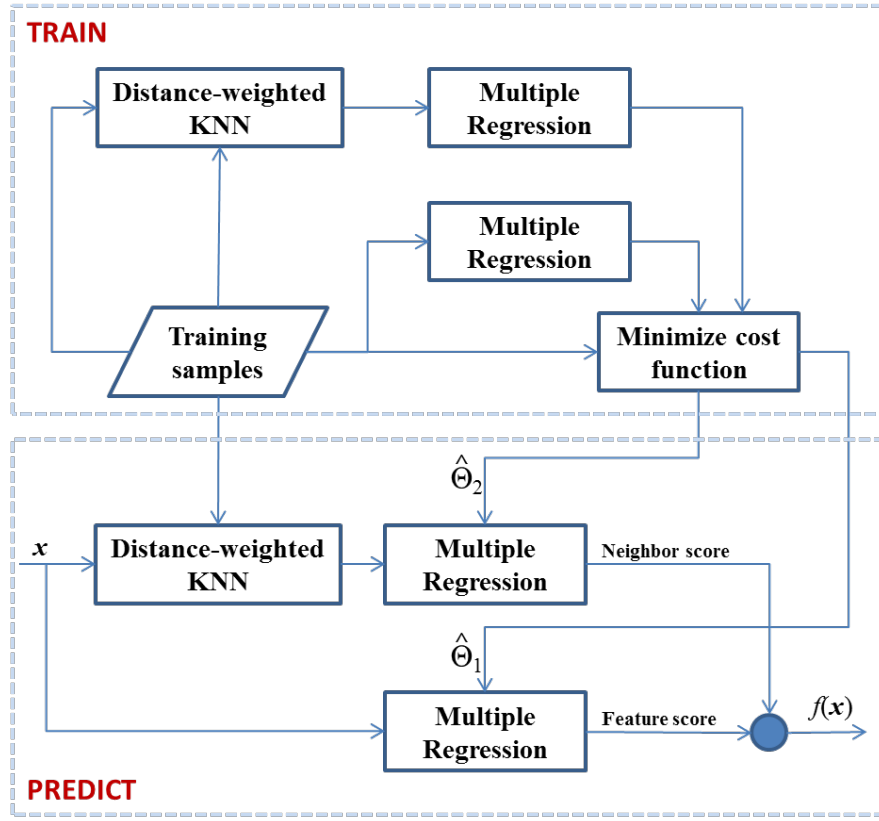 TRAIN
Distance-weighted
KNN
Multiple
Regression
Multiple
Regression
Training
samples
Minimize cost
function
Θ̂₂
x
Distance-weighted
KNN
Multiple
Regression
Neighbor score
Θ̂₁
Multiple
Regression
Feature score
f(x)
PREDICT